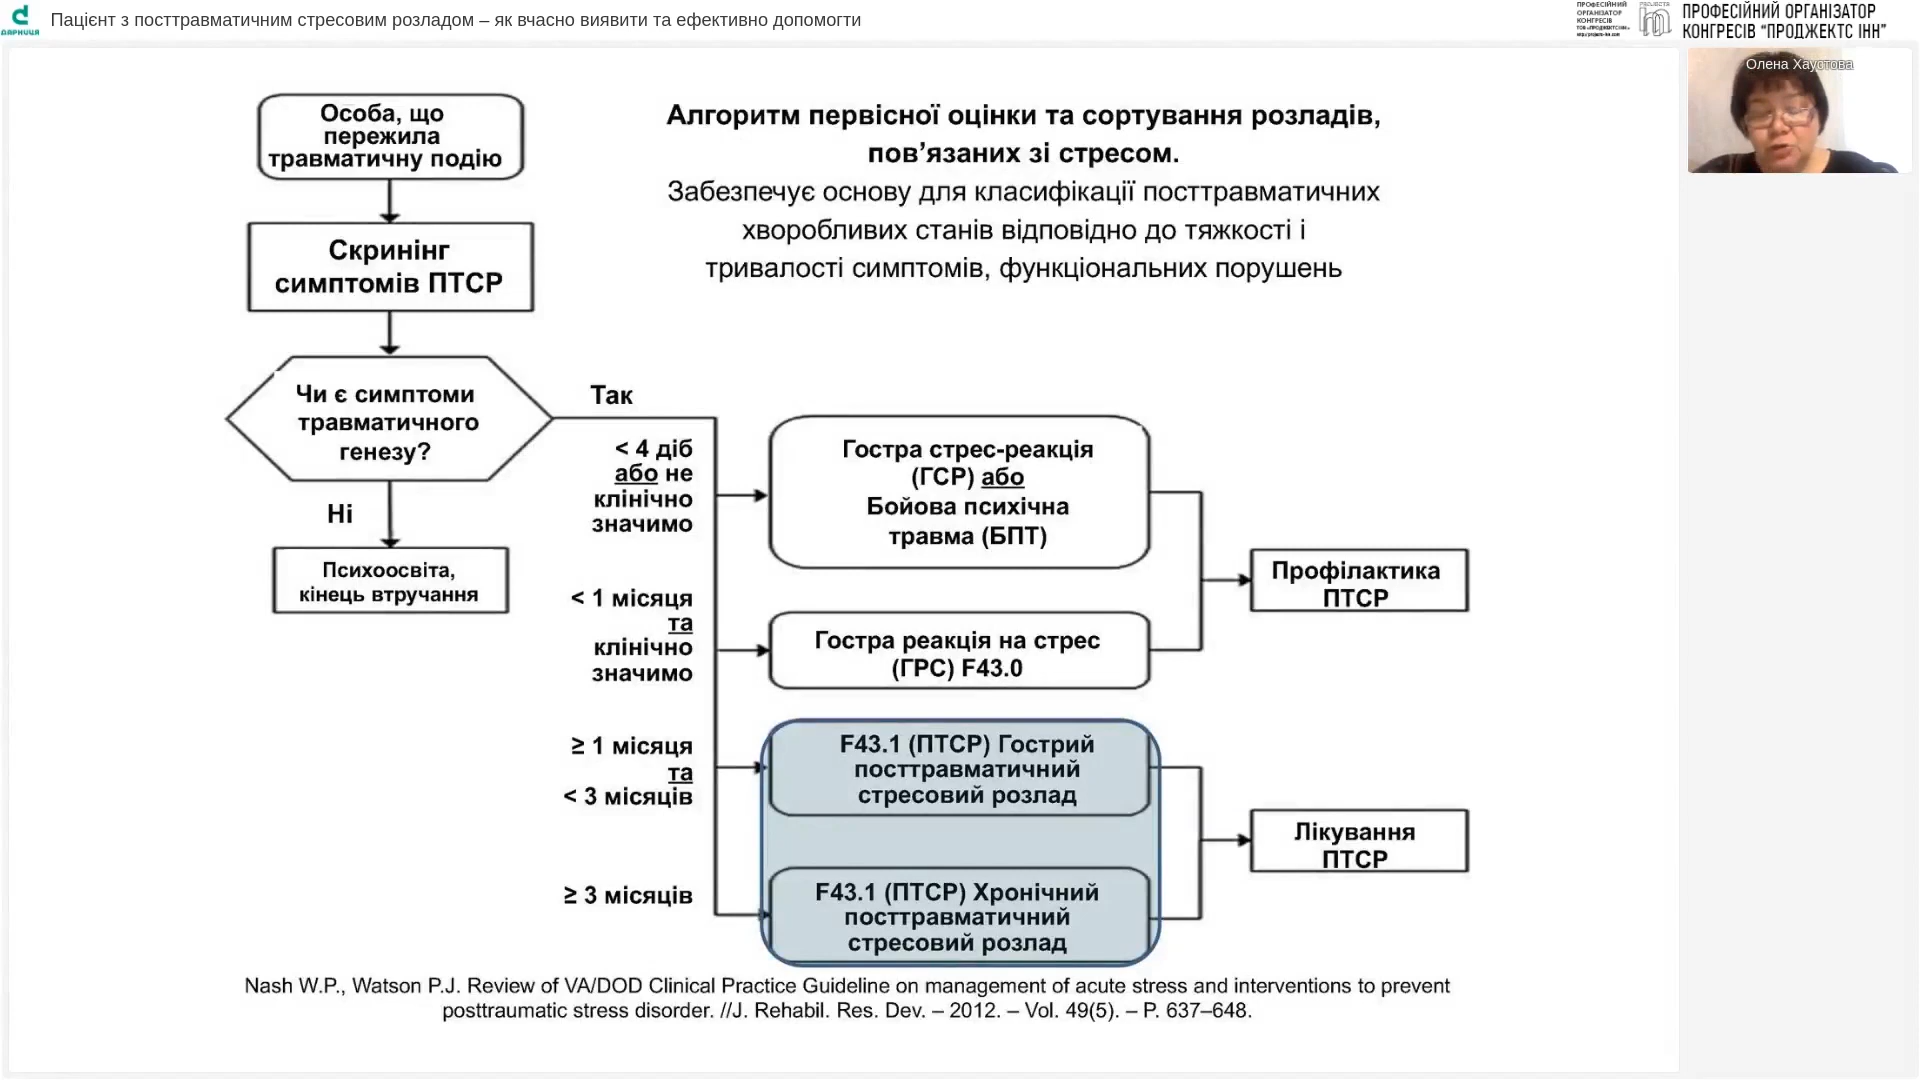 Пацієнт з посттравматичним стресовим розладом – як вчасно виявити та ефективно допомогти
ДАРНИЦЯ
ПРОФЕСІЙНИЙ
ОРГАНІЗАТОР
КОНГРЕСІВ
ПРОФЕСІЙНИЙ ОРГАНІЗАТОР
КОНГРЕСІВ "ПРОДЖЕКТС ІНН"
Олена Хаустова
Алгоритм первісної оцінки та сортування розладів,
пов’язаних зі стресом.
Забезпечує основу для класифікації посттравматичних
хворобливих станів відповідно до тяжкості і
тривалості симптомів, функціональних порушень
Особа, що
пережила
травматичну подію
Скринінг
симптомів ПТСР
Чи є симптоми
травматичного
генезу?
Так
Ні
Психоосвіта,
кінець втручання
< 4 діб
або не
клінічно
значимо
Гостра стрес-реакція
(ГСР) або
Бойова психічна
травма (БПТ)
< 1 місяця
та
клінічно
значимо
Гостра реакція на стрес
(ГРС) F43.0
Профілактика
ПТСР
≥ 1 місяця
та
< 3 місяців
F43.1 (ПТСР) Гострий
посттравматичний
стресовий розлад
≥ 3 місяців
F43.1 (ПТСР) Хронічний
посттравматичний
стресовий розлад
Лікування
ПТСР
Nash W.P., Watson P.J. Review of VA/DOD Clinical Practice Guideline on management of acute stress and interventions to prevent
posttraumatic stress disorder. //J. Rehabil. Res. Dev. – 2012. – Vol. 49(5). – P. 637–648.